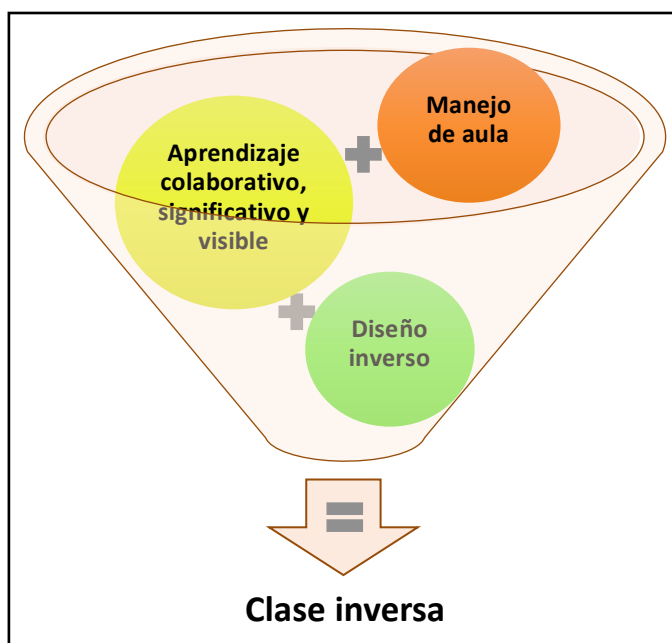 Manejo
de aula
Aprendizaje
colaborativo,
significativo y
visible
Diseño
inverso
Clase inversa